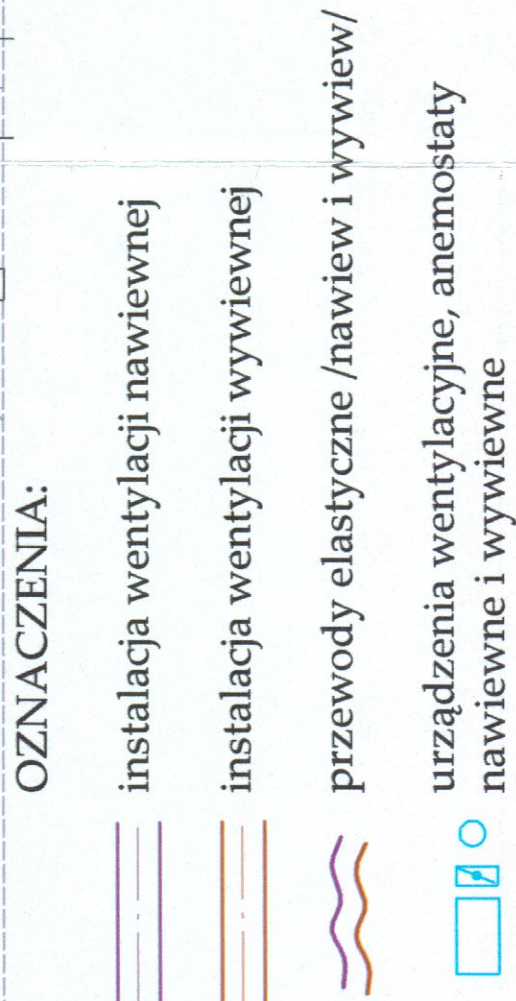 OZNACZENIA:
instalacja wentylacji nawiewnej
instalacja wentylacji wywiewnej
przewody elastyczne /nawiew i wywiew/
urządzenia wentylacyjne, anemostaty
nawiewne i wywiewne